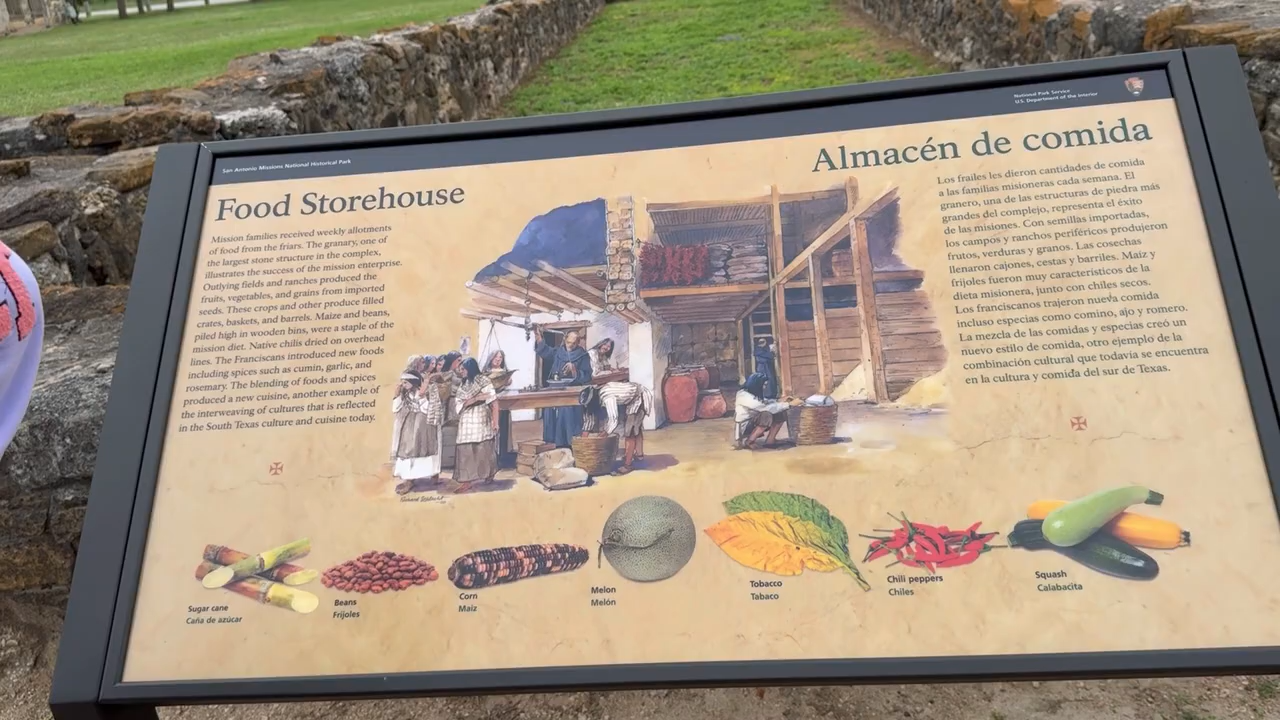 San Antonio Missions National Historical Park
National Park Service
U.S. Department of the Interior
Food Storehouse
Mission families received weekly allotments
of food from the friars. The granary, one of
the largest stone structure in the complex,
illustrates the success of the mission enterprise.
Outlying fields and ranches produced the
fruits, vegetables, and grains from imported
seeds. These crops and other produce filled
crates, baskets, and barrels. Maize and beans,
piled high in wooden bins, were a staple of the
mission diet. Native chilis dried on overhead
lines. The Franciscans introduced new foods
including spices such as cumin, garlic, and
rosemary. The blending of foods and spices
produced a new cuisine, another example of
the interweaving of cultures that is reflected
in the South Texas culture and cuisine today.
Almacén de comida
Los frailes les dieron cantidades de comida
a las familias misioneras cada semana. El
granero, una de las estructuras de piedra más
grandes del complejo, representa el éxito
de las misiones. Con semillas importadas,
los campos y ranchos periféricos produjeron
frutos, verduras y granos. Las cosechas
llenaron cajones, cestas y barriles. Maíz y
frijoles fueron muy característicos de la
dieta misionera, junto con chiles secos.
Los franciscanos trajeron nueva comida
incluso especias como comino, ajo y romero.
La mezcla de las comidas y especias creó un
nuevo estilo de comida, otro ejemplo de la
combinación cultural que todavía se encuentra
en la cultura y comida del sur de Texas.
Sugar cane
Caña de azúcar
Beans
Frijoles
Corn
Maíz
Melon
Melón
Tobacco
Tabaco
Chili peppers
Chiles
Squash
Calabacita